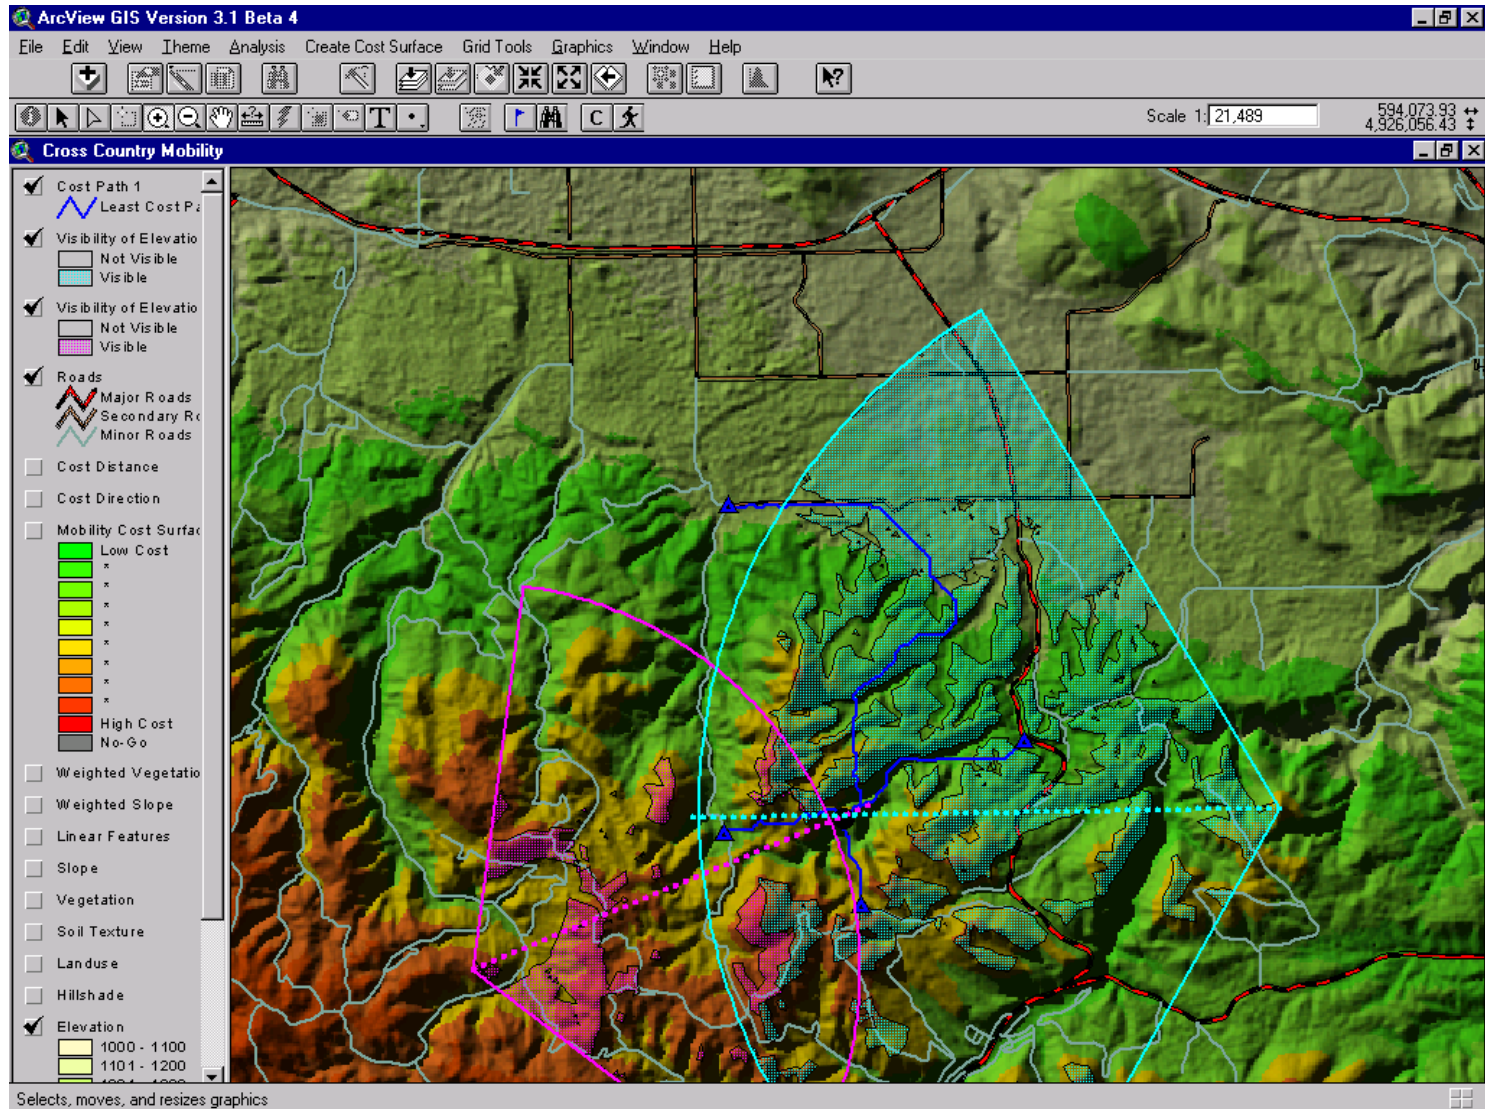 ArcView GIS Version 3.1 Beta 4
File Edit View Theme Analysis Create Cost Surface Grid Tools Graphics Window Help
T C
Scale 1: 21,489
594,073.93
4,926,056.43
Cross Country Mobility
Cost Path 1
Least Cost Pa
Visibility of Elevatio
Not Visible
Visible
Visibility of Elevatio
Not Visible
Visible
Roads
Major Roads
Secondary Ro
Minor Roads
Cost Distance
Cost Direction
Mobility Cost Surfac
Low Cost
*
*
*
*
*
*
*
*
High Cost
No-Go
Weighted Vegetatio
Weighted Slope
Linear Features
Slope
Vegetation
Soil Texture
Landuse
Hillshade
Elevation
1000 - 1100
1101 - 1200
Selects, moves, and resizes graphics